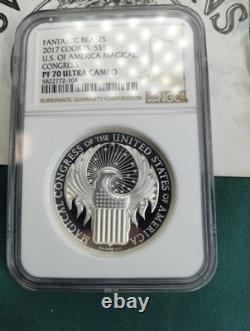 FANTASTIC BEASTS
2017 COOK IS. S$5
U.S. OF AMERICA MAGICAL
CONGRESS
PF 70 ULTRA CAMEO
5822772-104
NUMISMATIC GUARANTY CORPORATION
NGC
MAGICAL CONGRESS OF THE UNITED STATES OF AMERICA